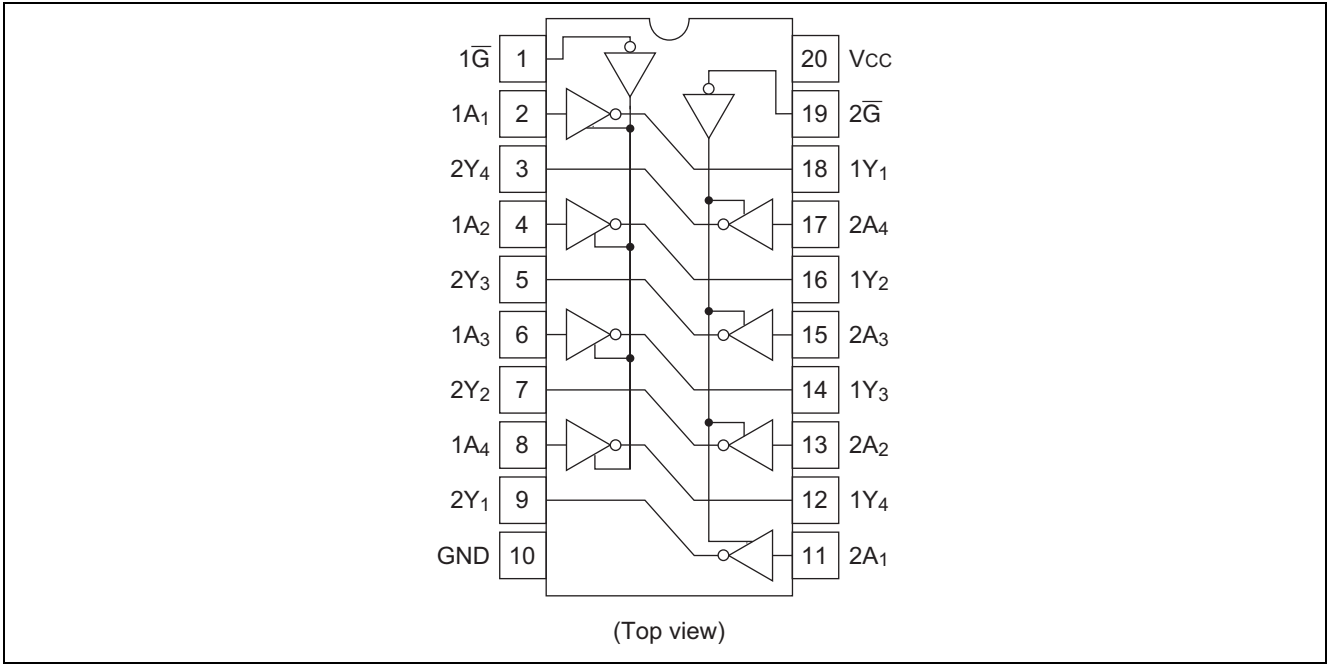 1G̅ 1 20 Vcc
1A1 2 19 2G̅
2Y4 3 18 1Y1
1A2 4 17 2A4
2Y3 5 16 1Y2
1A3 6 15 2A3
2Y2 7 14 1Y3
1A4 8 13 2A2
2Y1 9 12 1Y4
GND 10 11 2A1
(Top view)